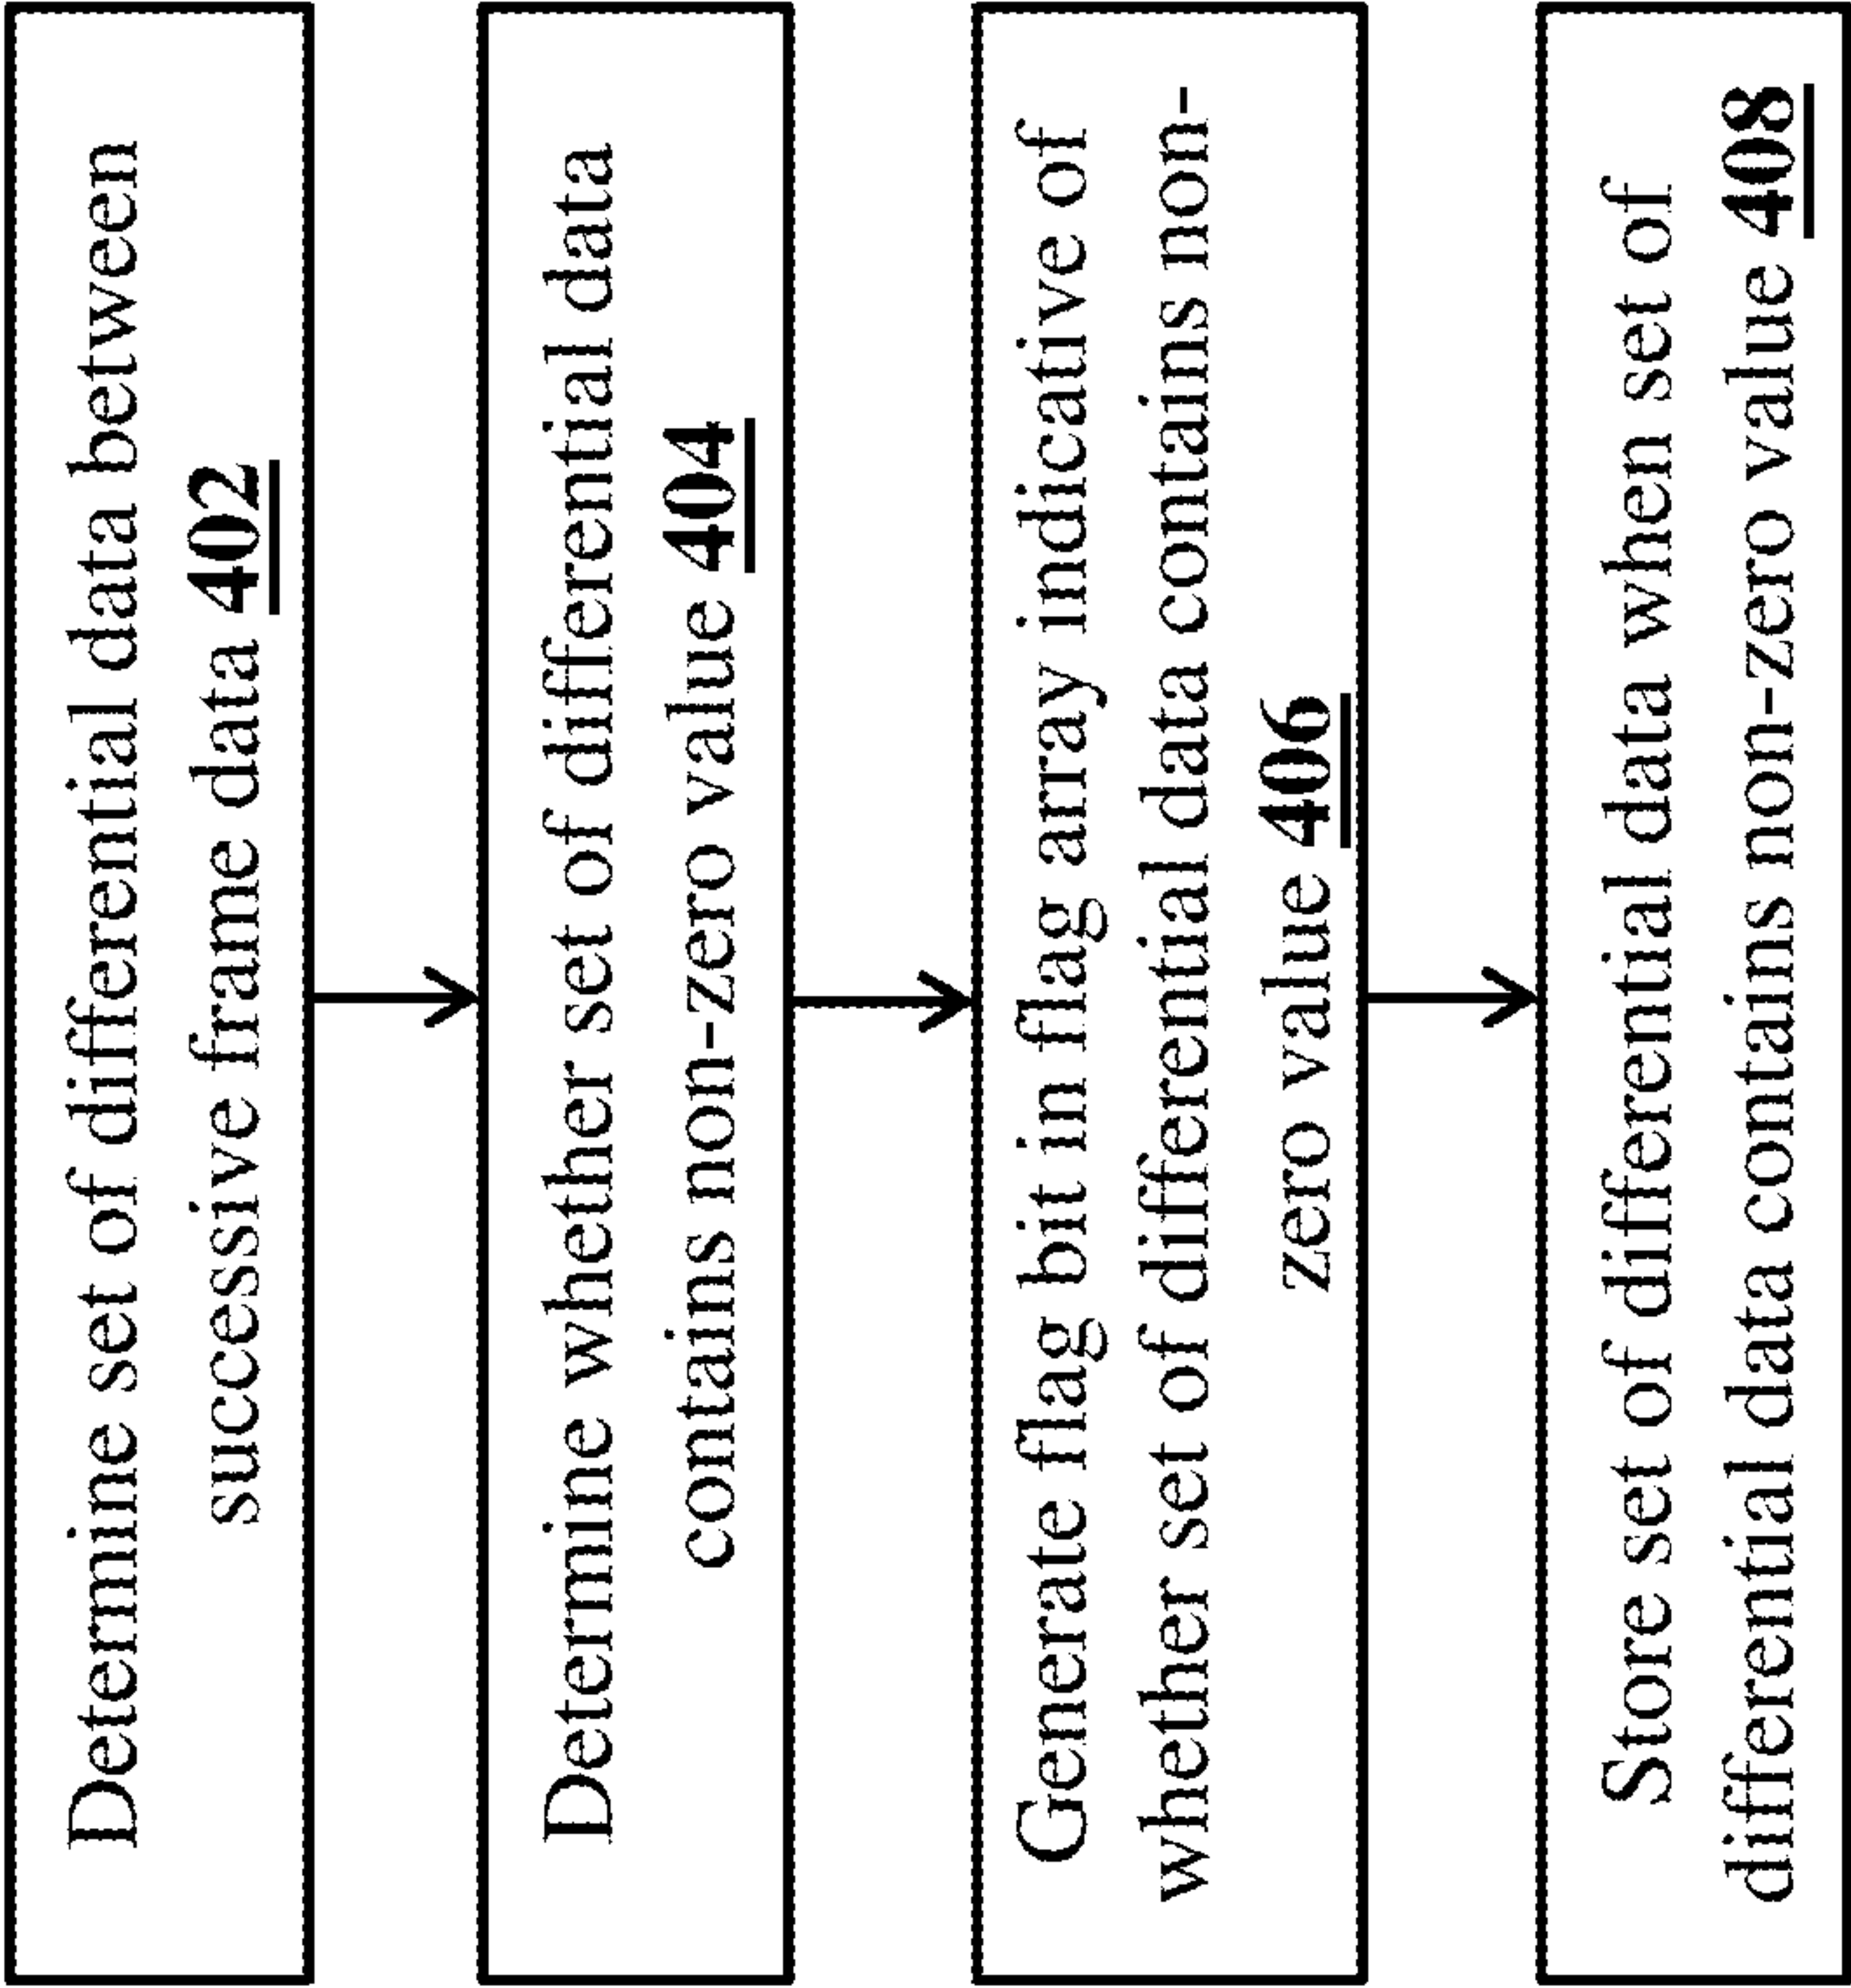 Determine set of differential data between
successive frame data 402
Determine whether set of differential data
contains non-zero value 404
Generate flag bit in flag array indicative of
whether set of differential data contains non-
zero value 406
Store set of different data when set of
differential data contains non-zero value 408